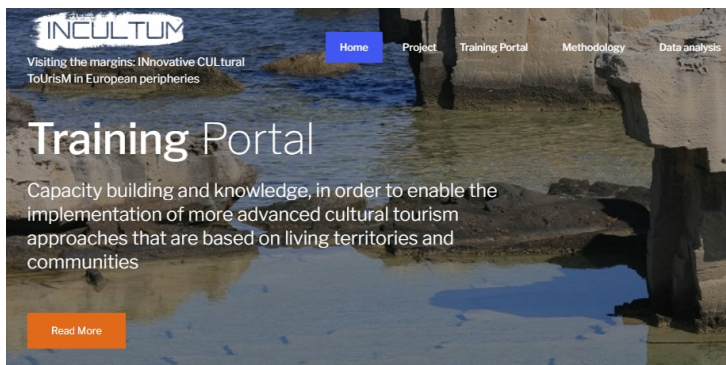 INCULTUM
Visiting the margins: INnovative CULtural
ToUrisM in European peripheries
Home Project Training Portal Methodology Data analysis
Training Portal
Capacity building and knowledge, in order to enable the
implementation of more advanced cultural tourism
approaches that are based on living territories and
communities
Read More